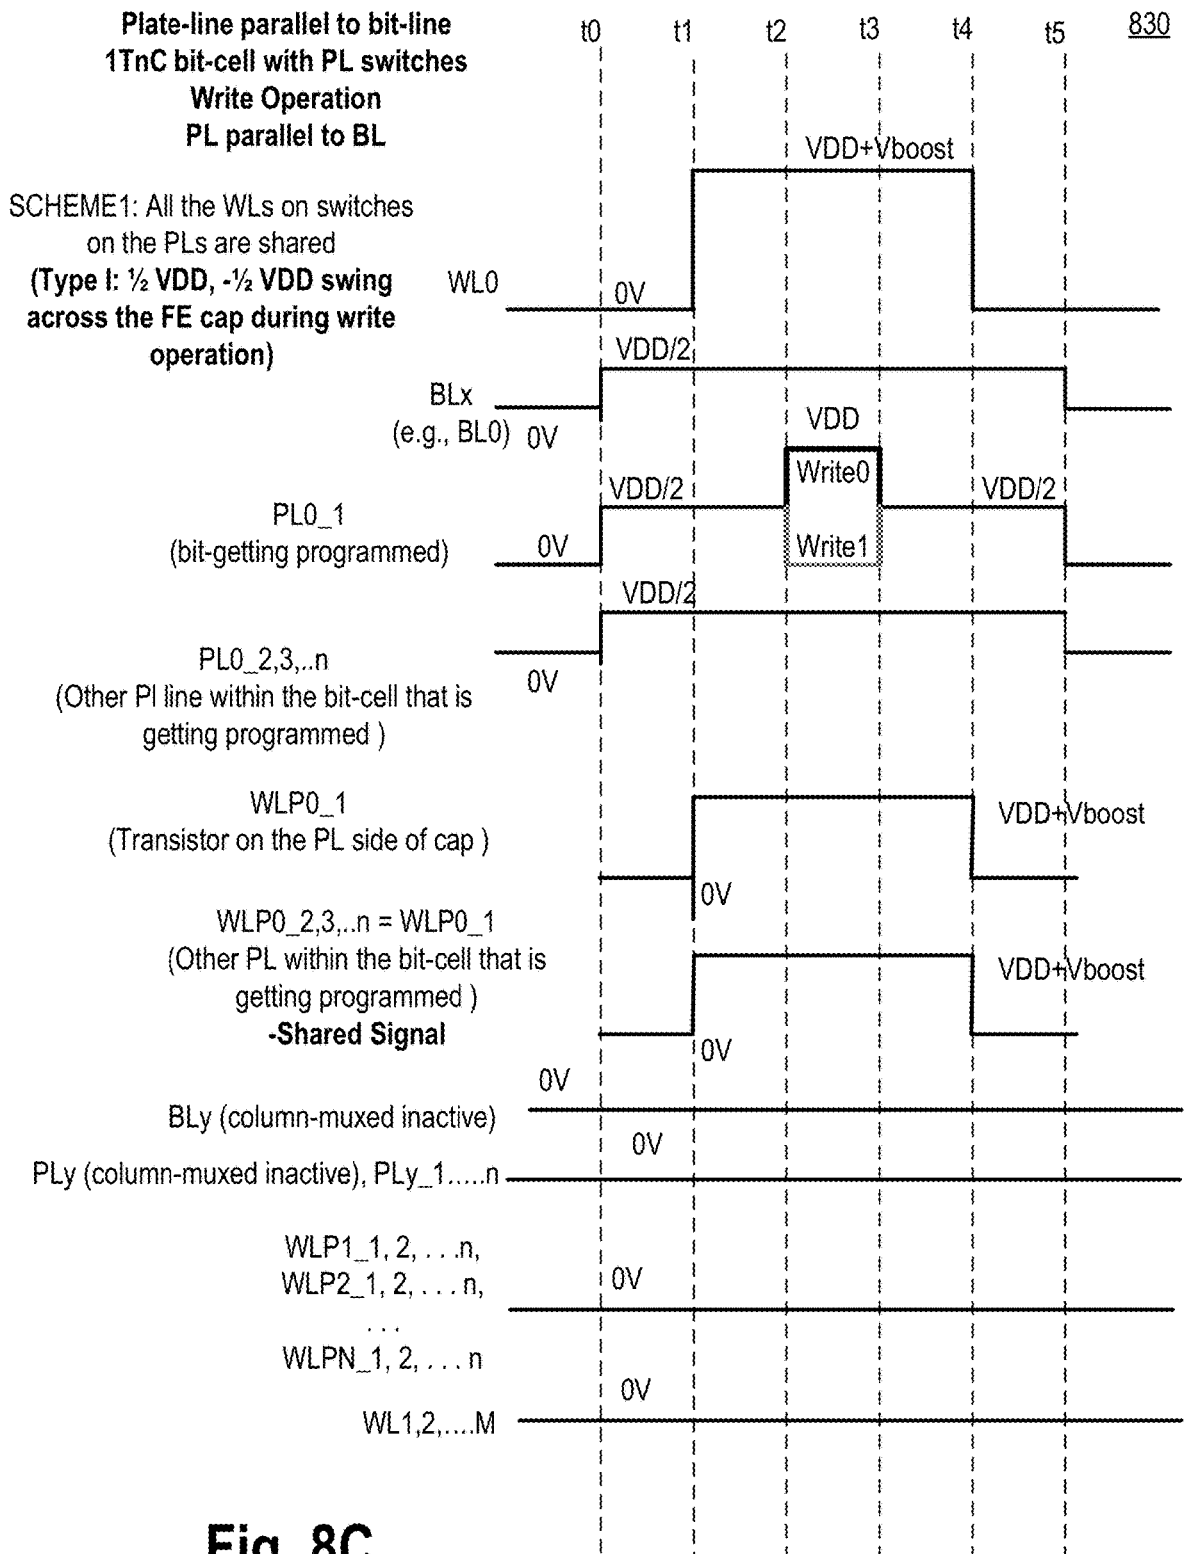 Plate-line parallel to bit-line
1TnC bit-cell with PL switches
Write Operation
PL parallel to BL
t0 t1 t2 t3 t4 t5 830
VDD+Vboost
SCHEME1: All the WLs on switches
on the PLs are shared
(Type I: ½ VDD, -½ VDD swing
across the FE cap during write
operation)
WL0
0V
VDD/2
BLx
(e.g., BL0) 0V
VDD
Write0
VDD/2 VDD/2
PL0_1
(bit-getting programmed)
0V
Write1
VDD/2
PL0_2,3,..n
0V
(Other Pl line within the bit-cell that is
getting programmed )
WLP0_1
(Transistor on the PL side of cap )
VDD+Vboost
0V
WLP0_2,3,..n = WLP0_1
(Other PL within the bit-cell that is
getting programmed )
-Shared Signal
VDD+Vboost
0V
0V
BLy (column-muxed inactive)
0V
PLy (column-muxed inactive), PLy_1.....n
WLP1_1, 2, . . .n,
WLP2_1, 2, . . . n,
0V
. . .
WLPN_1, 2, . . . n
0V
WL1,2,....M
Fig. 8C